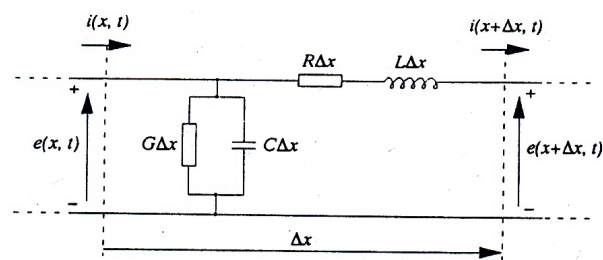 i(x, t)
i(x+Δx, t)
RΔx
LΔx
+
+
e(x, t)
GΔx
CΔx
e(x+Δx, t)
−
−
Δx